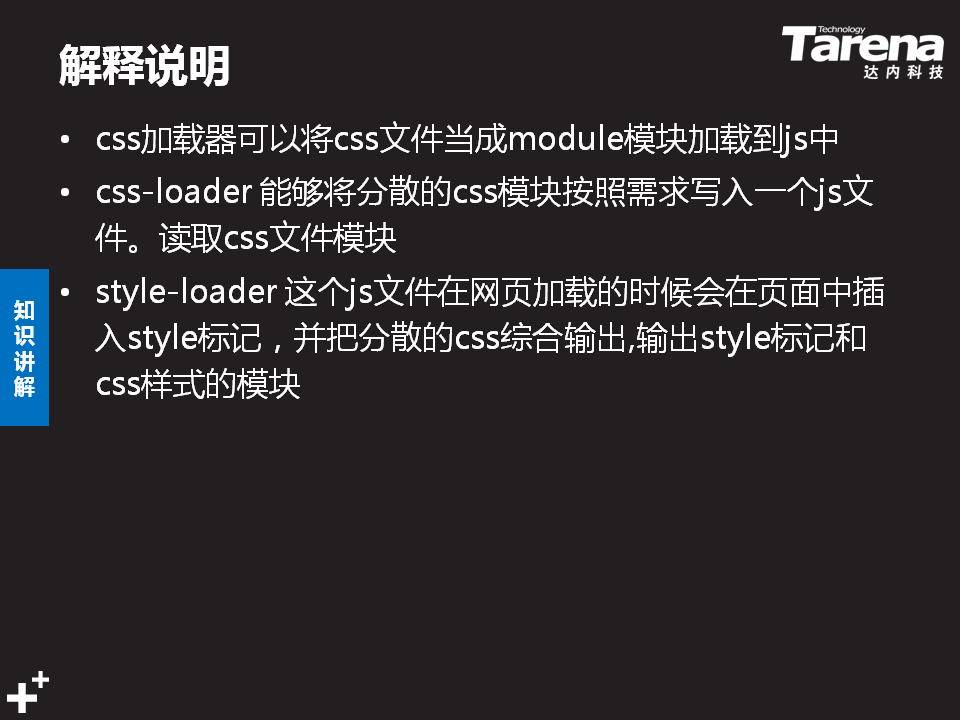 解释说明
Technology
Tarena
达内科技
• css加载器可以将css文件当成module模块加载到js中
• css-loader 能够将分散的css模块按照需求写入一个js文
件。读取css文件模块
• style-loader 这个js文件在网页加载的时候会在页面中插
入style标记，并把分散的css综合输出,输出style标记和
css样式的模块
知
识
讲
解